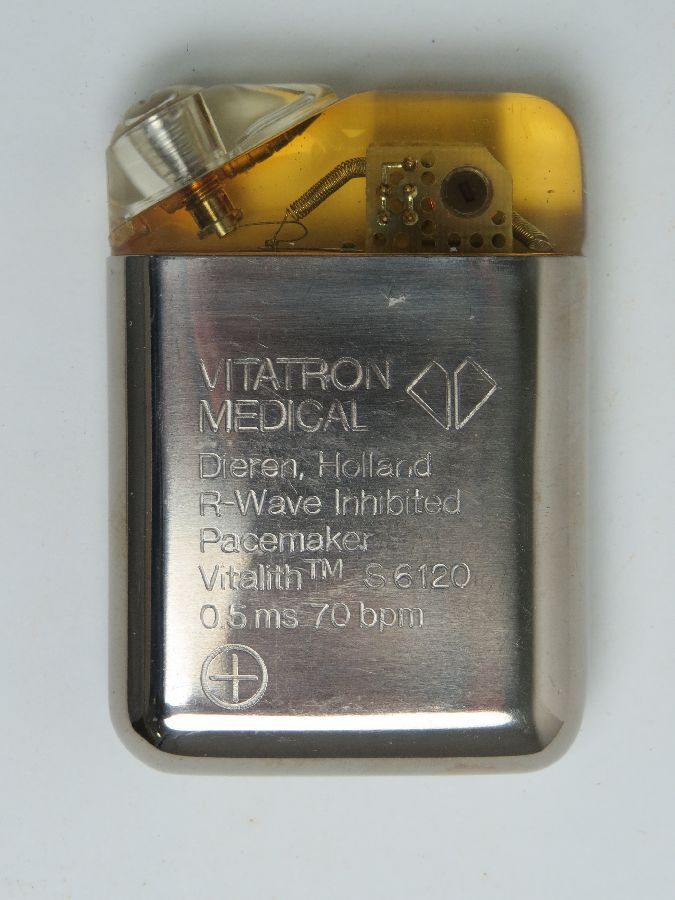 VITATRON
MEDICAL
Dieren, Holland
R-Wave Inhibited
Pacemaker
Vitalith™ S 6120
0,5 ms 70 bpm